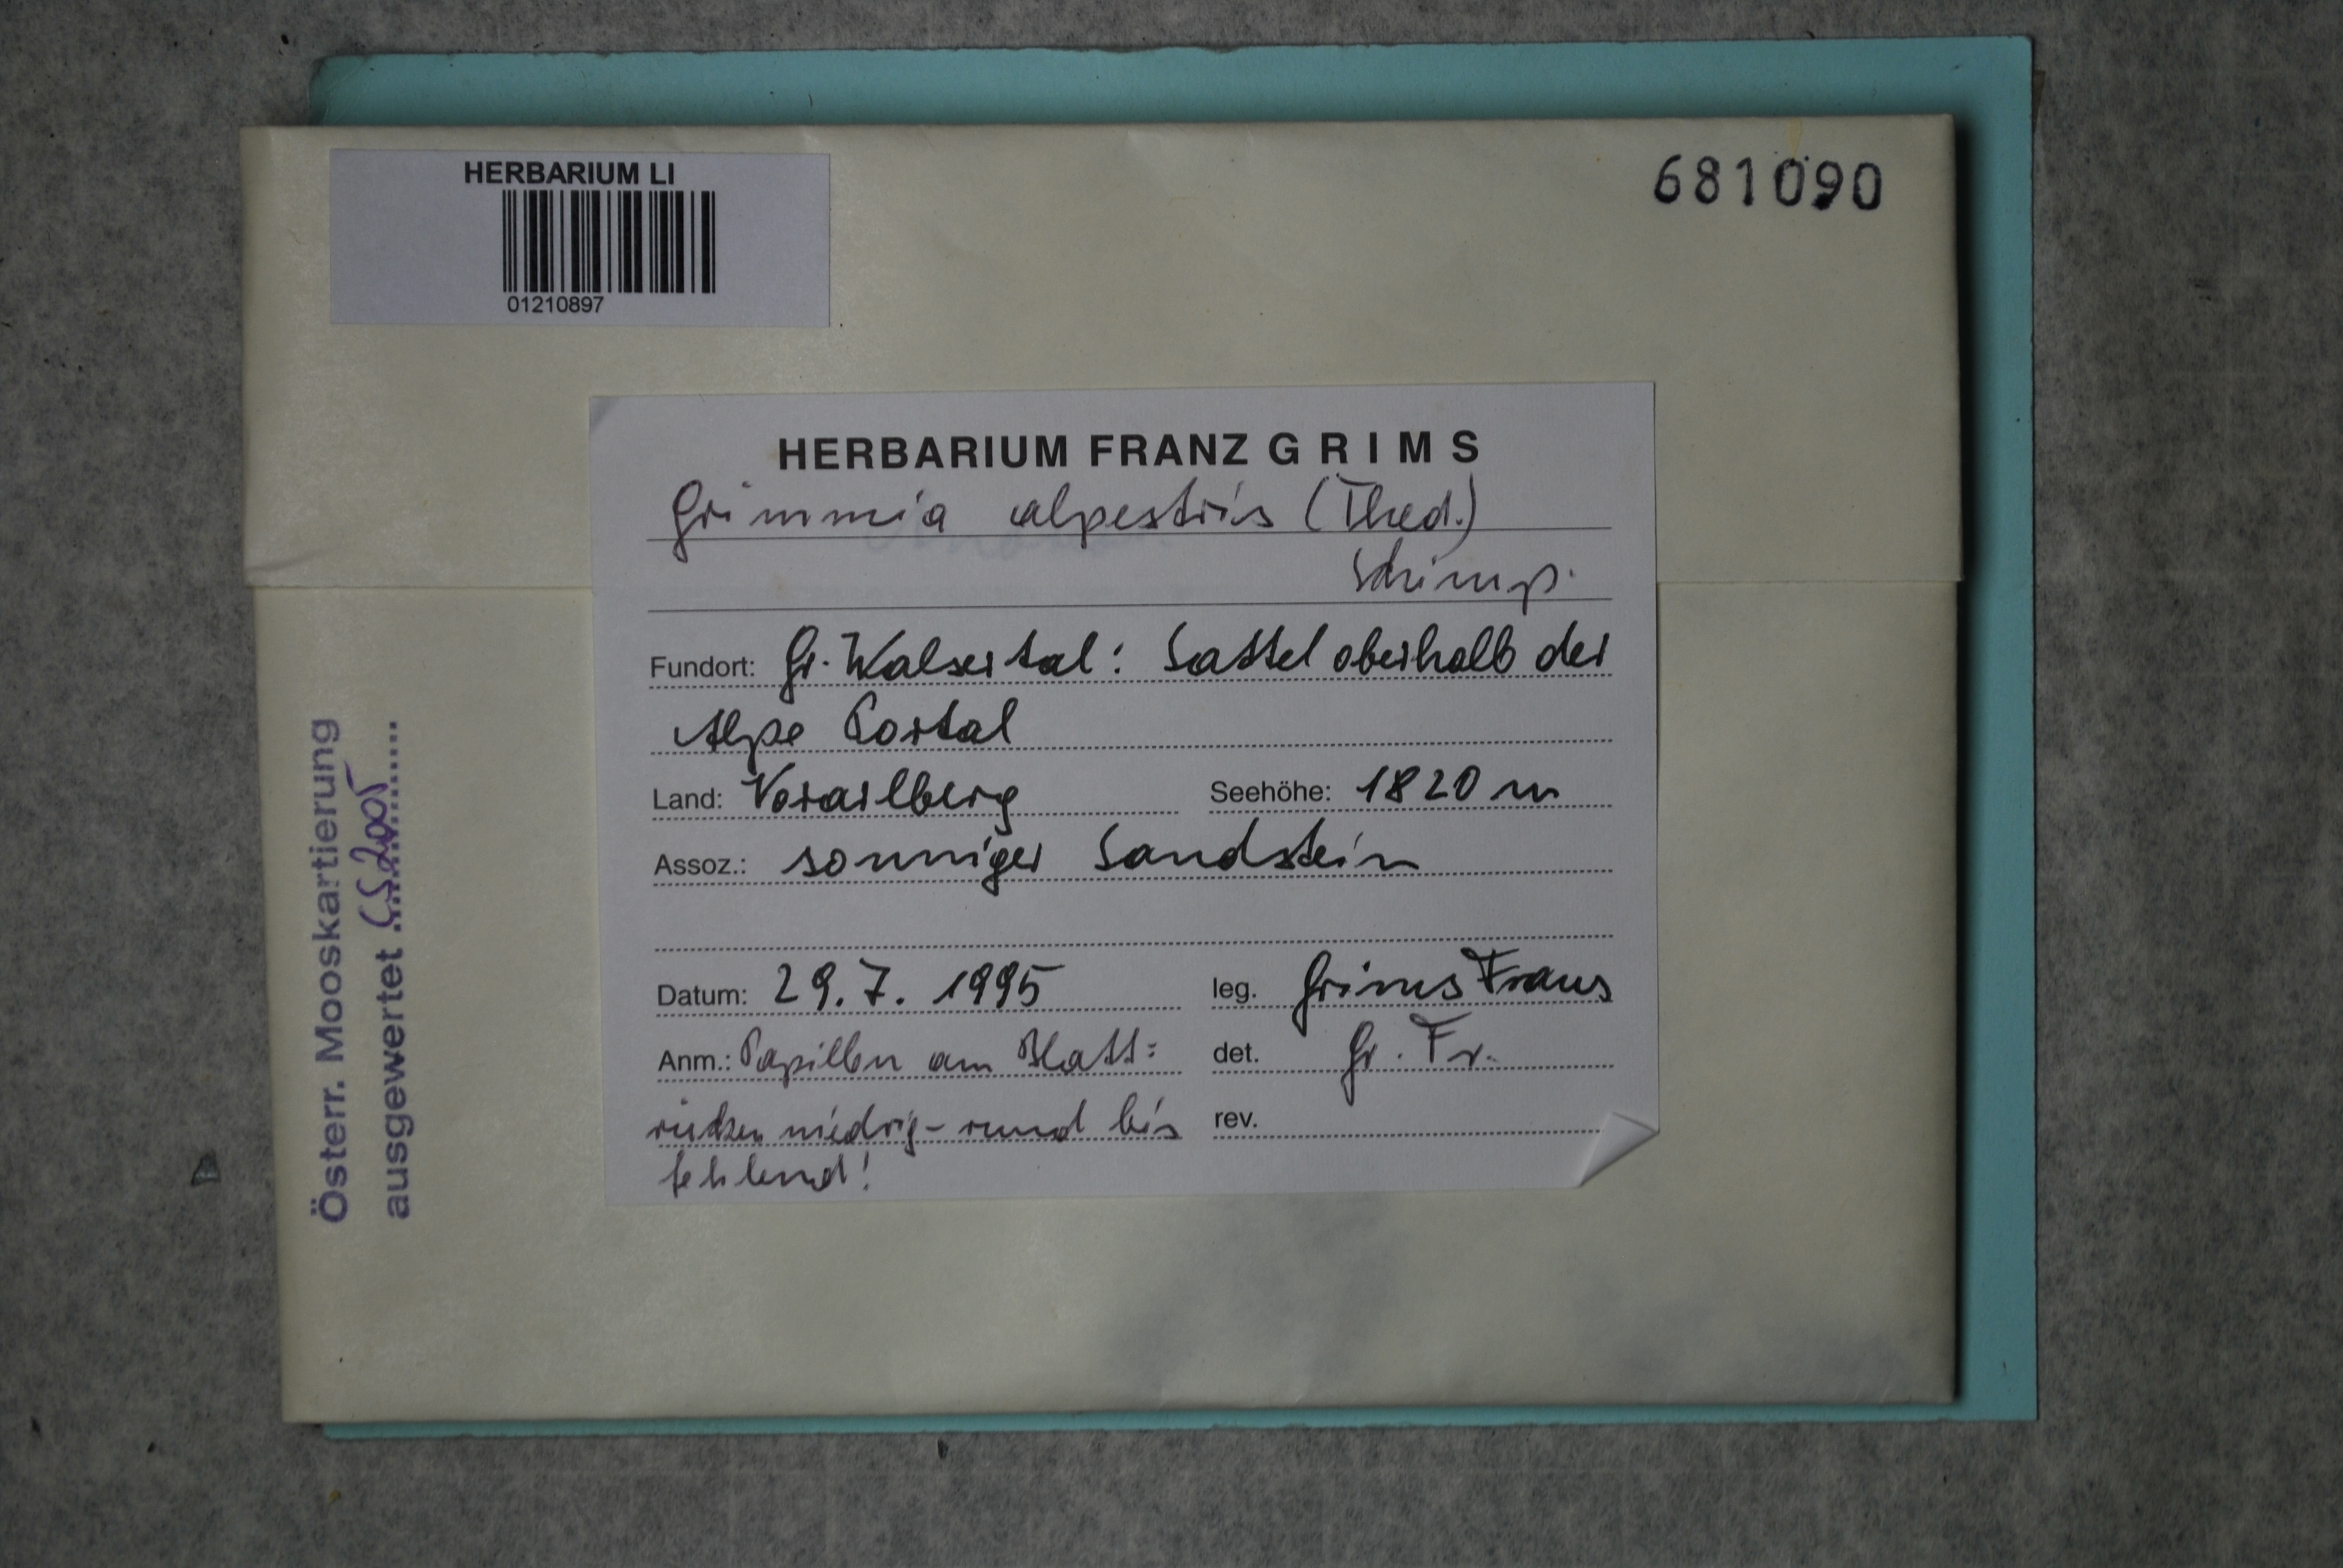 HERBARIUM LI
01210897
681090
HERBARIUM FRANZ GRIMS
Grimmia alpestris (Thed.)
Schimp.
Fundort: Gr. Walsertal: Sattel oberhalb der
Alpe Portal
Land: Vorarlberg Seehöhe: 1820 m
Assoz.: sonniger Sandstein
Datum: 29.7.1995 leg. Grims Franz
Anm.: Papillen am Blatt= det. Gr. Fr.
rücken niedrig-rund bis rev.
fehlend!
Österr. Mooskartierung
ausgewertet CS 2005